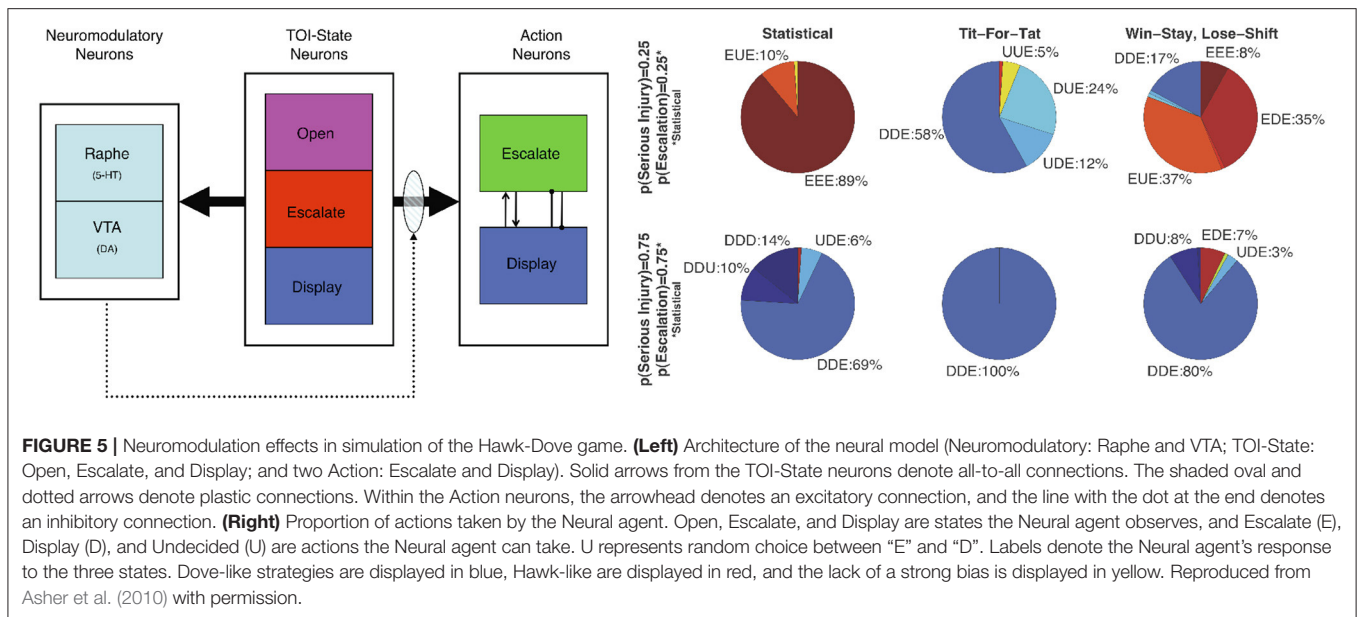 Neuromodulatory
Neurons
TOI-State
Neurons
Action
Neurons
Raphe
(5-HT)
VTA
(DA)
Open
Escalate
Display
Escalate
Display
p(Serious Injury)=0.25
p(Escalation)=0.25*
*Statistical
p(Serious Injury)=0.75
p(Escalation)=0.75*
*Statistical
Statistical
EUE:10%
EEE:89%
Tit–For–Tat
UUE:5%
DUE:24%
DDE:58%
UDE:12%
Win–Stay, Lose–Shift
DDE:17%
EEE:8%
EDE:35%
EUE:37%
DDD:14%
UDE:6%
DDU:10%
DDE:69%
DDE:100%
DDU:8%
EDE:7%
UDE:3%
DDE:80%
FIGURE 5 | Neuromodulation effects in simulation of the Hawk-Dove game. (Left) Architecture of the neural model (Neuromodulatory: Raphe and VTA; TOI-State:
Open, Escalate, and Display; and two Action: Escalate and Display). Solid arrows from the TOI-State neurons denote all-to-all connections. The shaded oval and
dotted arrows denote plastic connections. Within the Action neurons, the arrowhead denotes an excitatory connection, and the line with the dot at the end denotes
an inhibitory connection. (Right) Proportion of actions taken by the Neural agent. Open, Escalate, and Display are states the Neural agent observes, and Escalate (E),
Display (D), and Undecided (U) are actions the Neural agent can take. U represents random choice between “E” and “D”. Labels denote the Neural agent’s response
to the three states. Dove-like strategies are displayed in blue, Hawk-like are displayed in red, and the lack of a strong bias is displayed in yellow. Reproduced from
Asher et al. (2010) with permission.